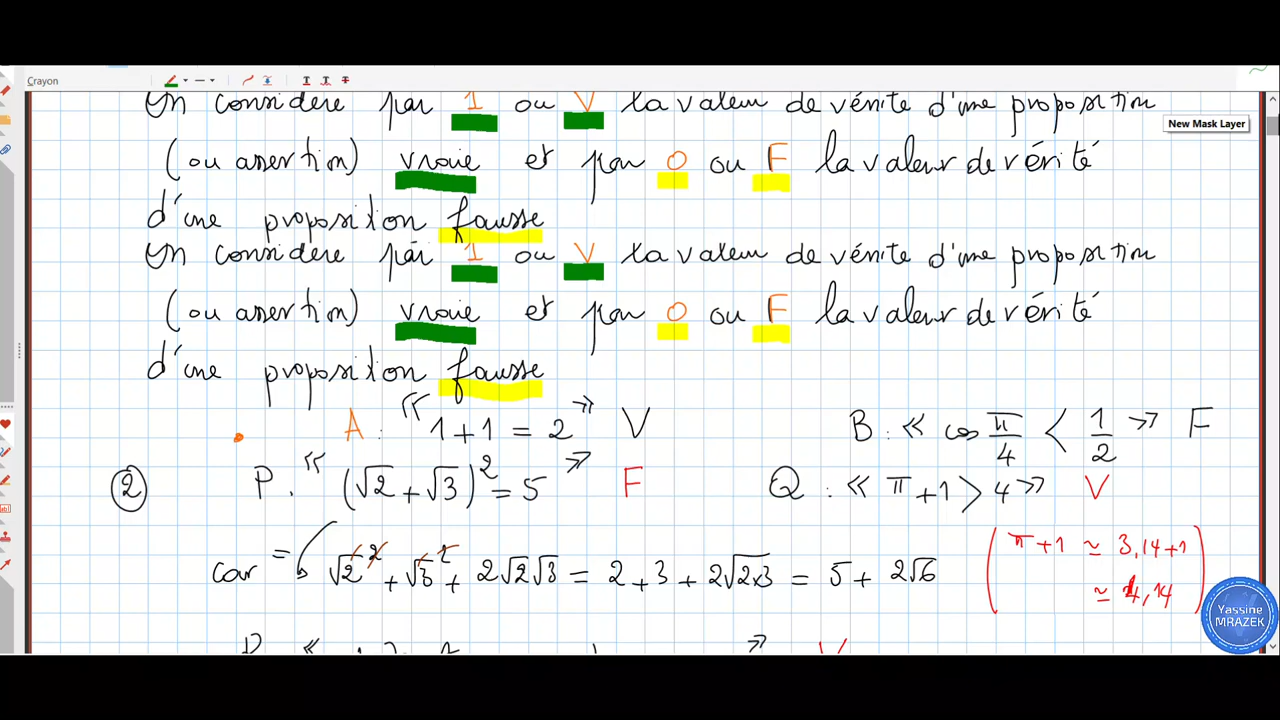 Crayon
New Mask Layer
On considère par 1 ou V la valeur de vérité d'une proposition
(ou assertion) vraie et par 0 ou F la valeur de vérité
d'une proposition fausse
On considère par 1 ou V la valeur de vérité d'une proposition
(ou assertion) vraie et par 0 ou F la valeur de vérité
d'une proposition fausse
A : « 1+1 = 2 » V B : « cos π/4 < 1/2 » F
② P : « (√2 + √3)² = 5 » F Q : « π+1 > 4 » V
car = √2² + √3² + 2√2√3 = 2 + 3 + 2√2×3 = 5 + 2√6
(π+1 ≃ 3,14+1
≃ 4,14)
Yassine
MRAZEK